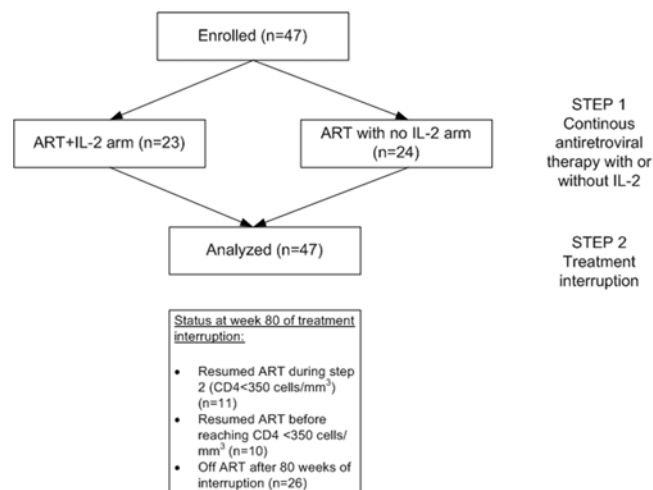 Enrolled (n=47)
ART+IL-2 arm (n=23)
ART with no IL-2 arm
(n=24)
STEP 1
Continous
antiretroviral
therapy with or
without IL-2
Analyzed (n=47)
STEP 2
Treatment
interruption
Status at week 80 of treatment
interruption:
• Resumed ART during step
2 (CD4<350 cells/mm³)
(n=11)
• Resumed ART before
reaching CD4 <350 cells/
mm³ (n=10)
• Off ART after 80 weeks of
interruption (n=26)